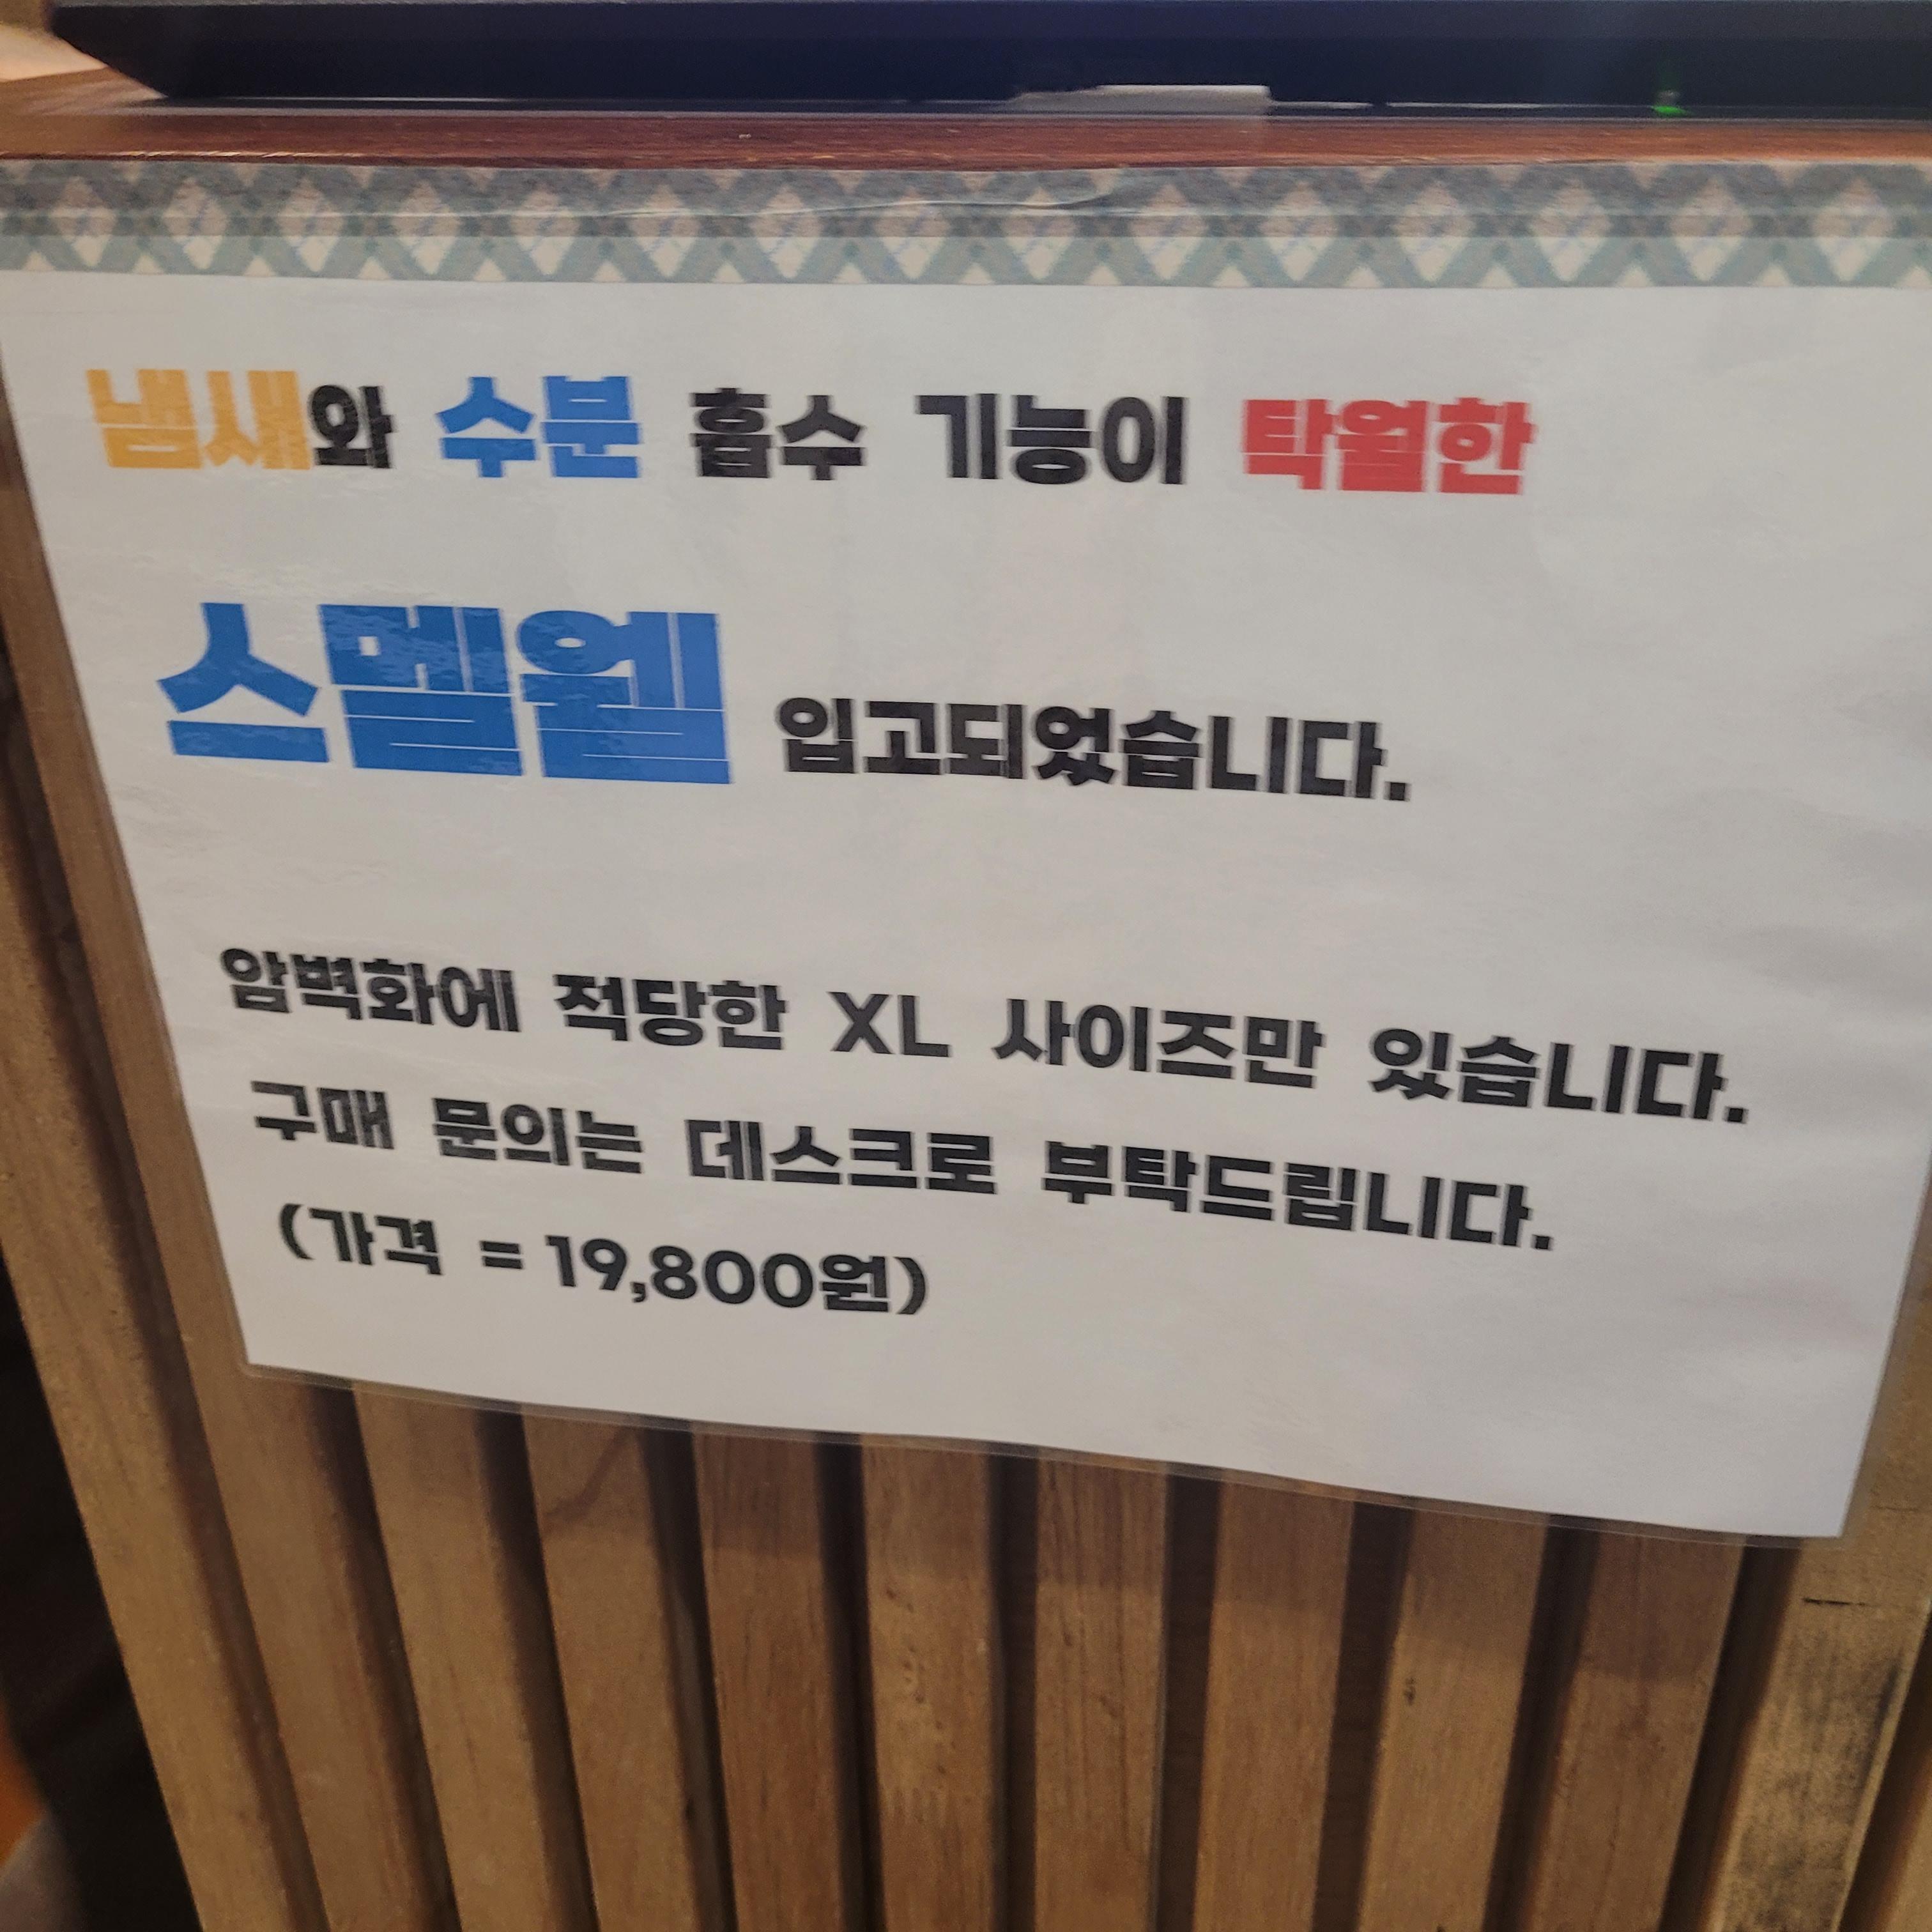 냄새와 수분 흡수 기능이 탁월한
스멜웰 입고되었습니다.
암벽화에 적당한 XL 사이즈만 있습니다.
구매 문의는 데스크로 부탁드립니다.
(가격 = 19,800원)